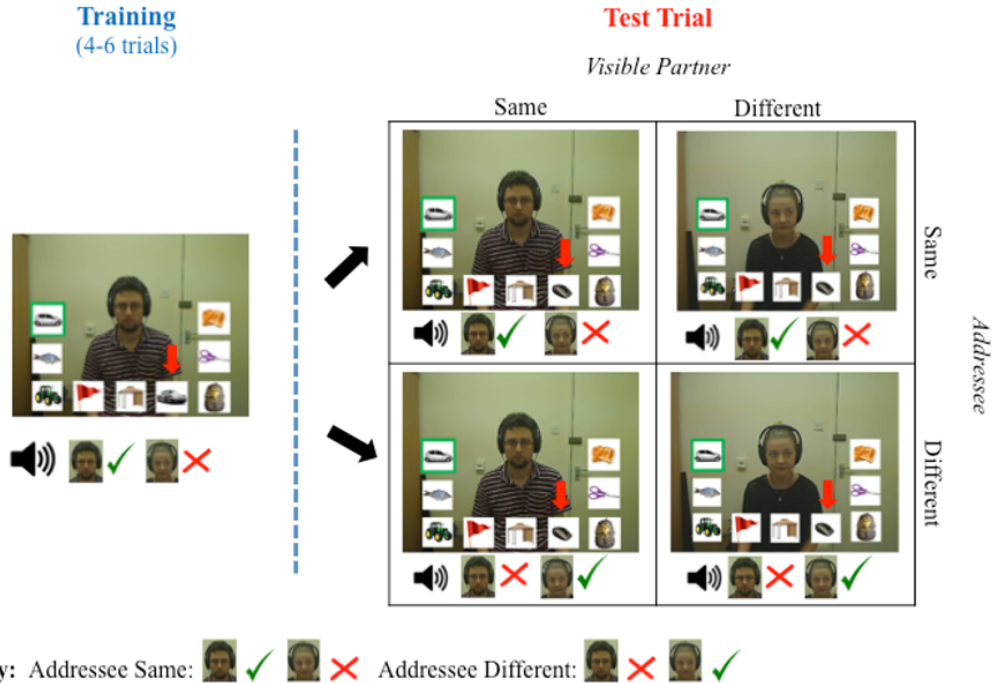 Training
(4-6 trials)
Test Trial
Visible Partner
Same
Different
Same
Different
Addressee
y: Addressee Same:
Addressee Different: